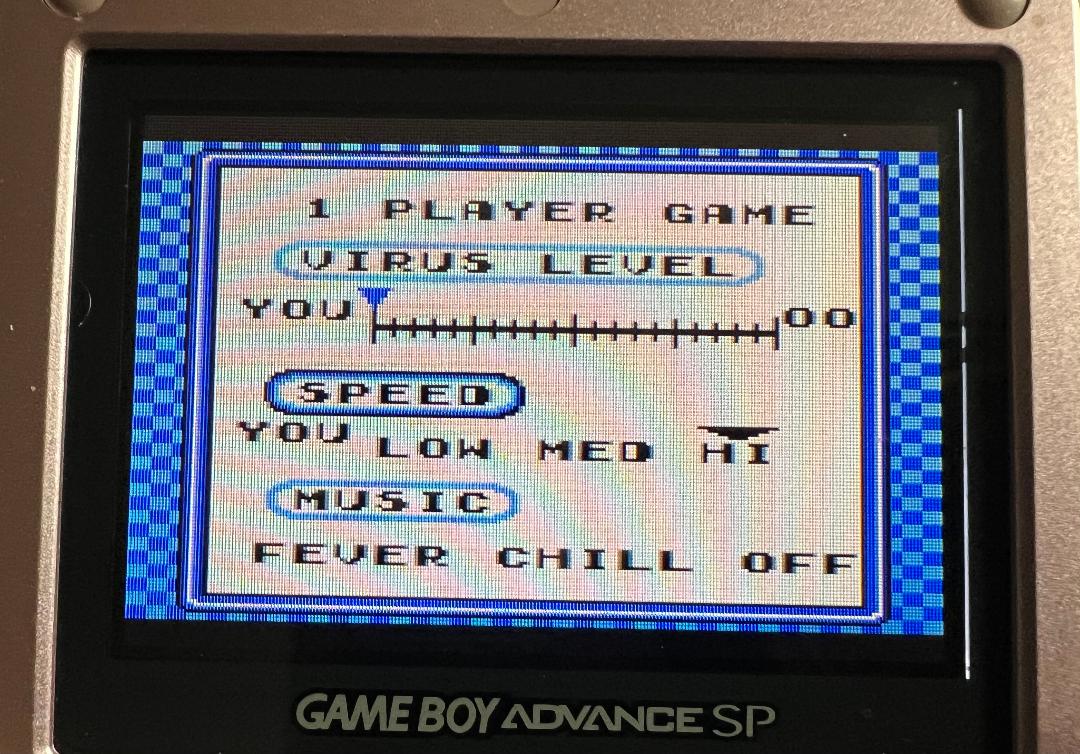 1 PLAYER GAME
VIRUS LEVEL
YOU 00
SPEED
YOU LOW MED HI
MUSIC
FEVER CHILL OFF
GAME BOY ADVANCE SP